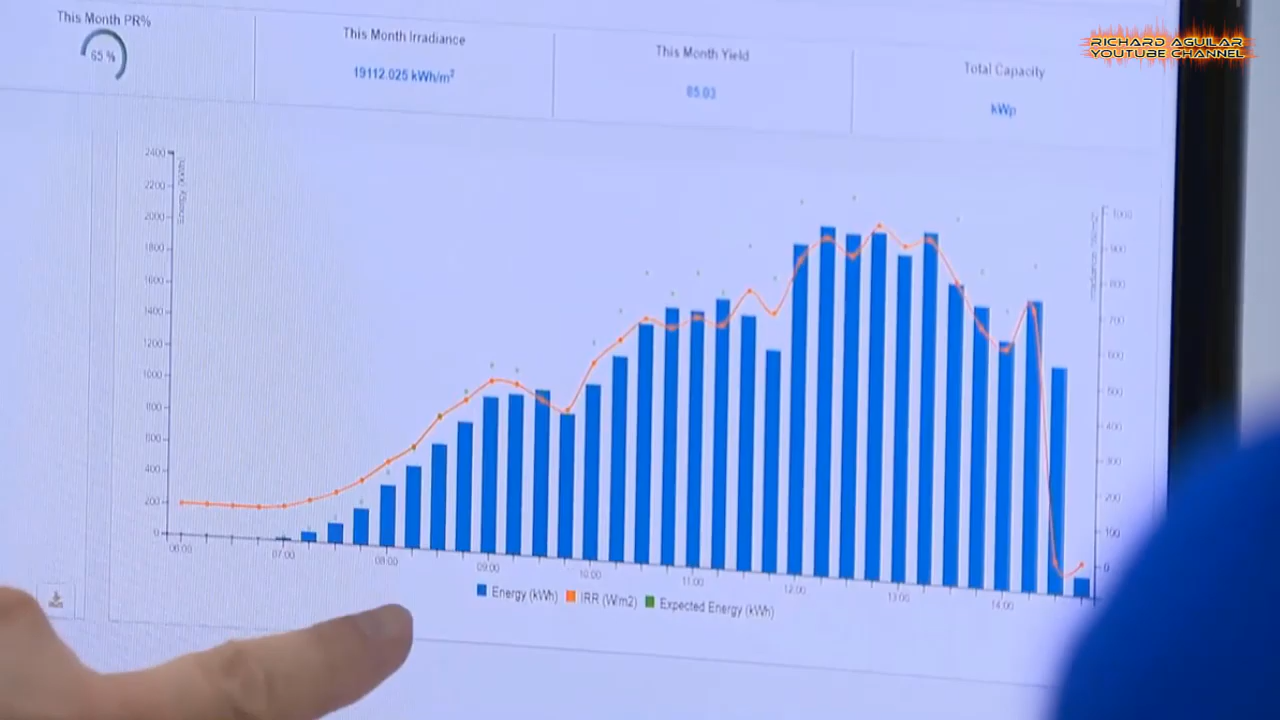 This Month PR%
65 %
This Month Irradiance
19112.025 kWh/m²
This Month Yield
85.03
Total Capacity
kWp
RICHARD AGUILAR
YOUTUBE CHANNEL
Energy (kWh)
2400
2200
2000
1800
1600
1400
1200
1000
800
600
400
200
0
1000
900
800
700
600
500
400
300
200
100
0
06:00
07:00
08:00
09:00
10:00
11:00
12:00
13:00
14:00
Energy (kWh)
IRR (W/m2)
Expected Energy (kWh)